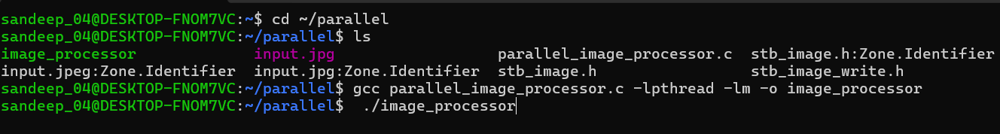 sandeep_04@DESKTOP-FNOM7VC:~$ cd ~/parallel
sandeep_04@DESKTOP-FNOM7VC:~/parallel$ ls
image_processor             input.jpg                  parallel_image_processor.c  stb_image.h:Zone.Identifier
input.jpeg:Zone.Identifier  input.jpg:Zone.Identifier  stb_image.h                 stb_image_write.h
sandeep_04@DESKTOP-FNOM7VC:~/parallel$ gcc parallel_image_processor.c -lpthread -lm -o image_processor
sandeep_04@DESKTOP-FNOM7VC:~/parallel$  ./image_processor